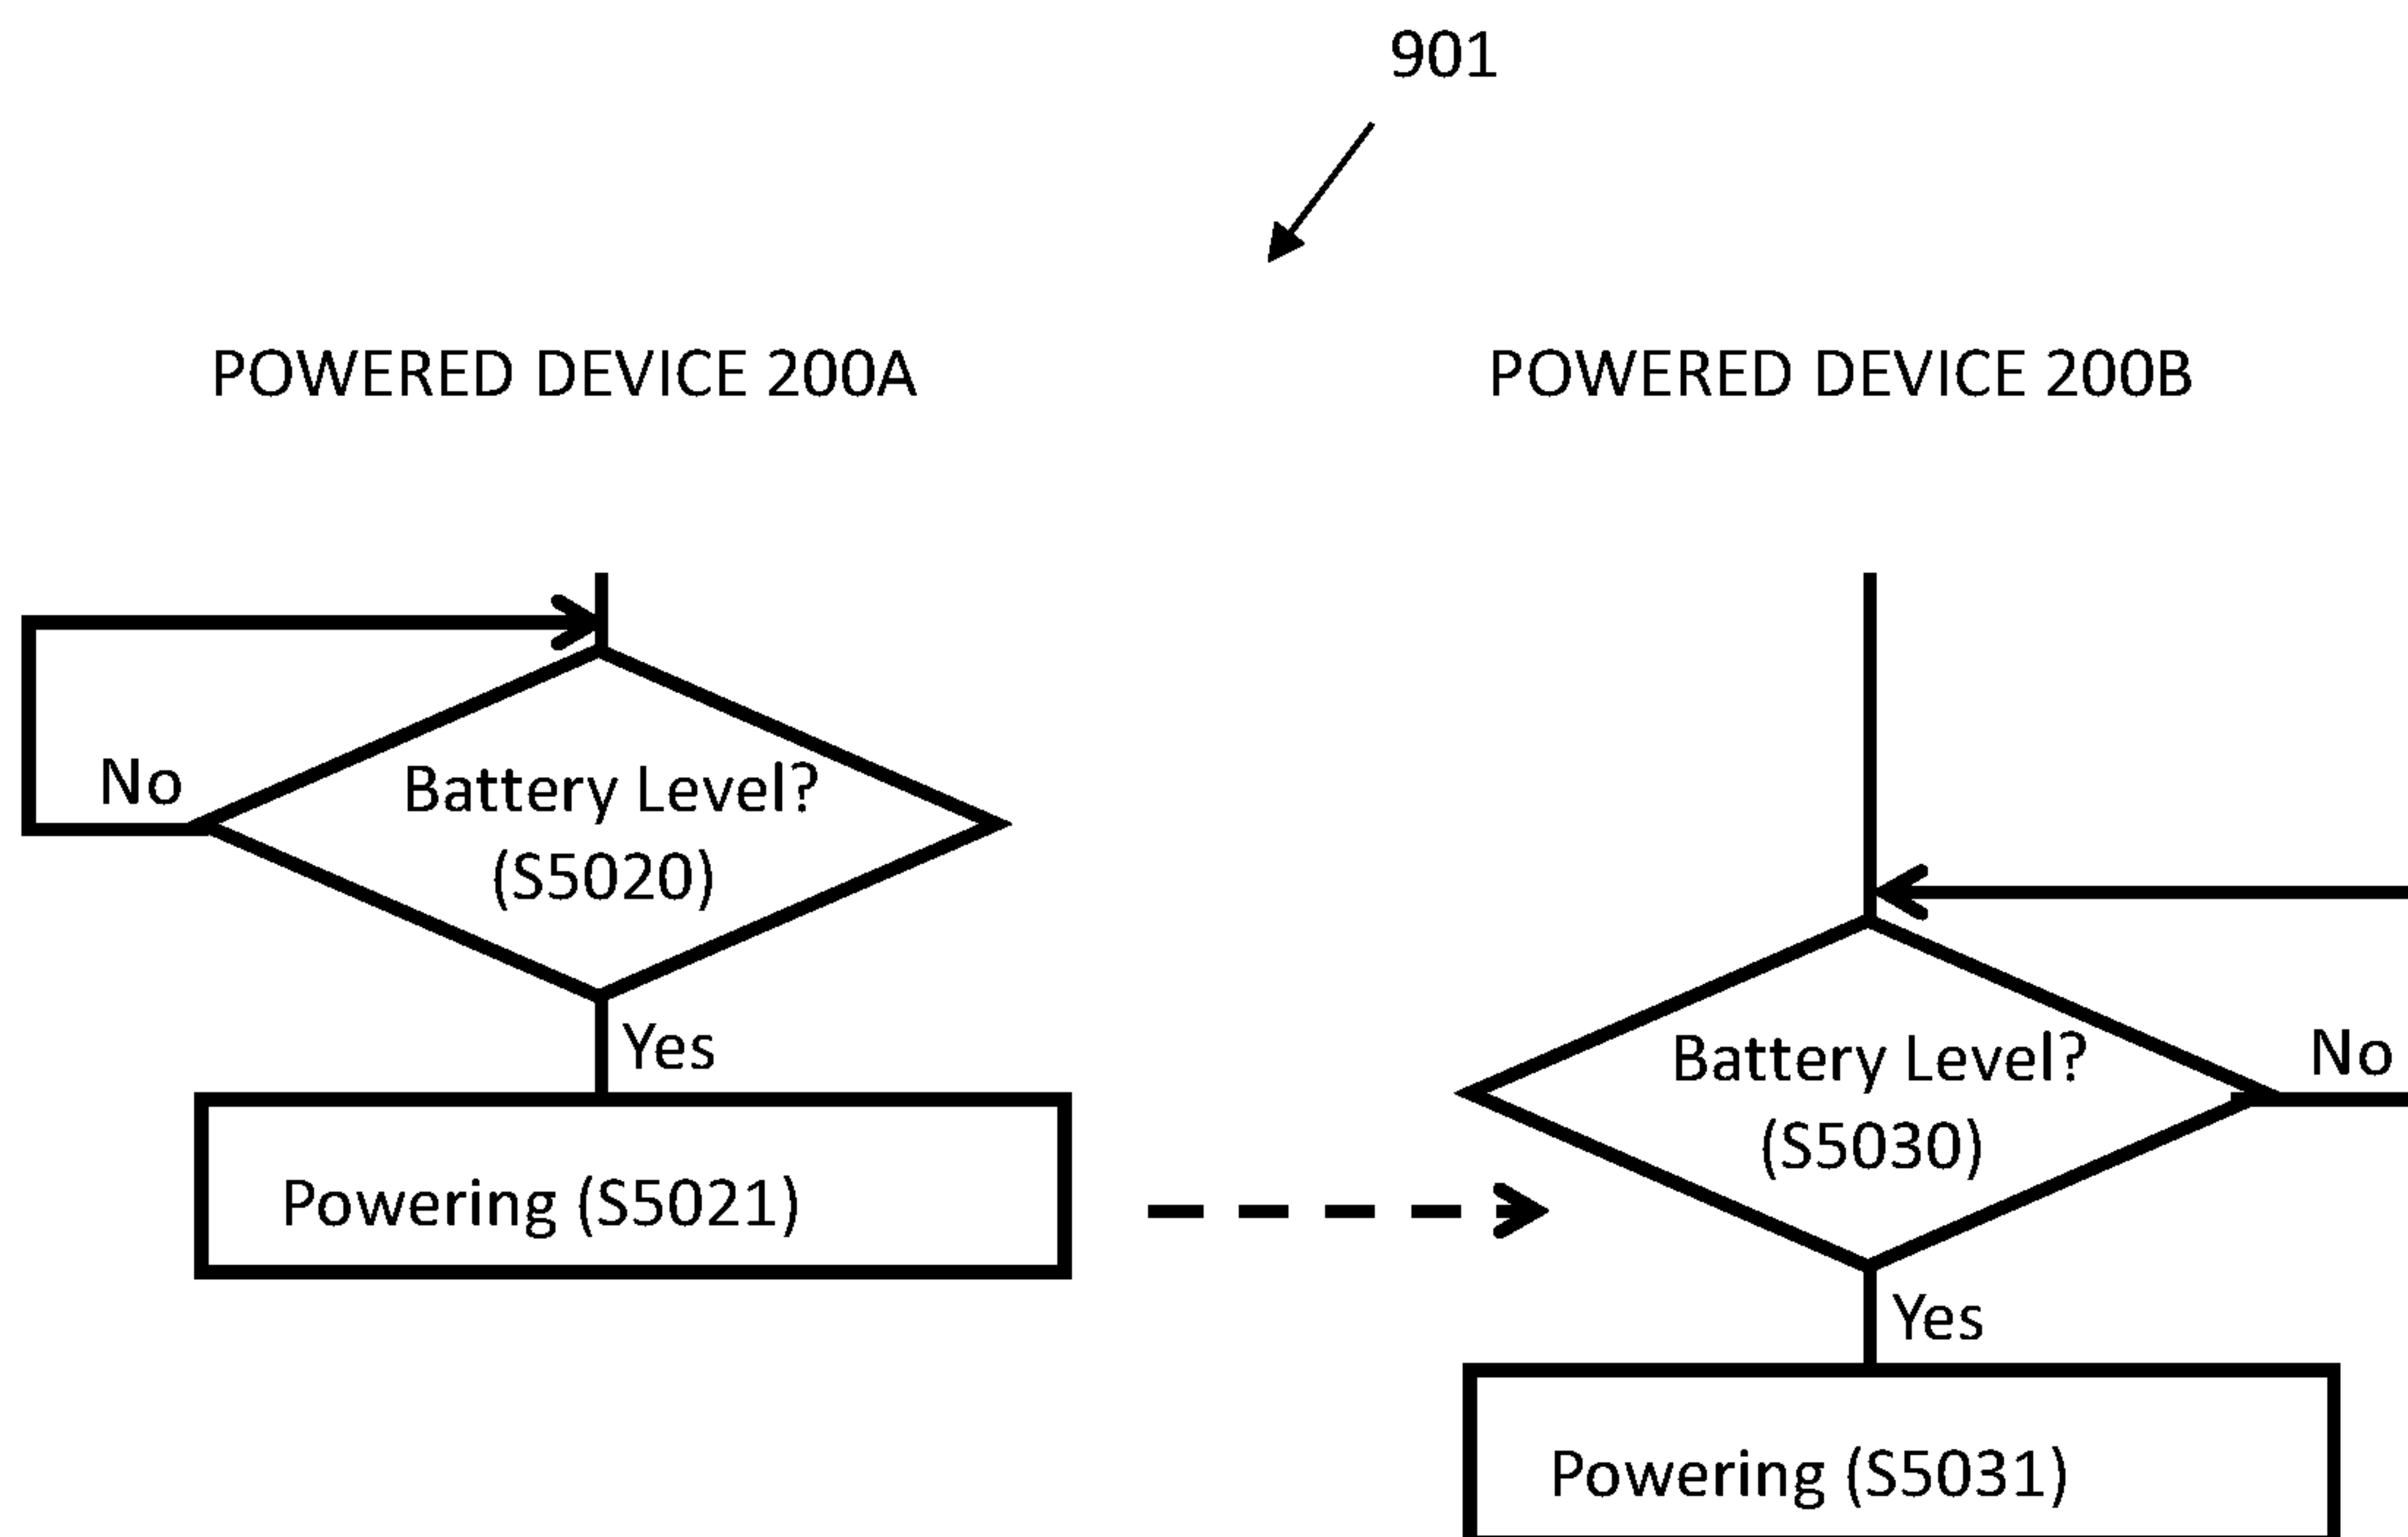 901
POWERED DEVICE 200A
POWERED DEVICE 200B
No
Battery Level?
(S5020)
Yes
Powering (S5021)
Battery Level?
(S5030)
No
Yes
Powering (S5031)